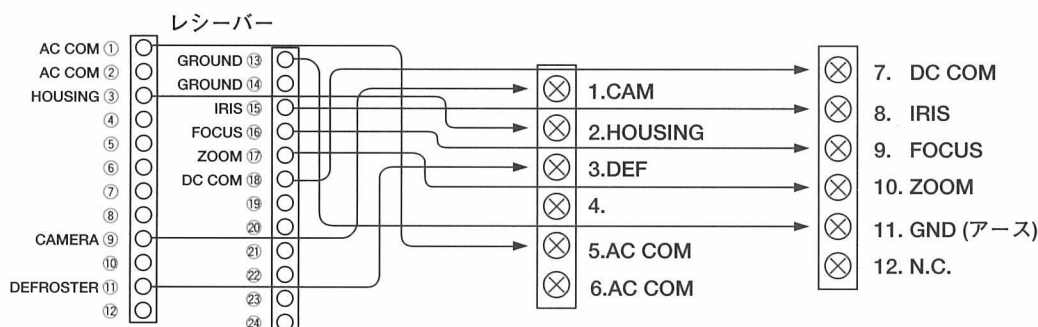 レシーバー
AC COM ①
AC COM ②
HOUSING ③
④
⑤
⑥
⑦
⑧
CAMERA ⑨
⑩
DEFROSTER ⑪
⑫
GROUND ⑬
GROUND ⑭
IRIS ⑮
FOCUS ⑯
ZOOM ⑰
DC COM ⑱
⑲
⑳
㉑
㉒
㉓
㉔
1.CAM
2.HOUSING
3.DEF
4.
5.AC COM
6.AC COM
7. DC COM
8. IRIS
9. FOCUS
10. ZOOM
11. GND (アース)
12. N.C.